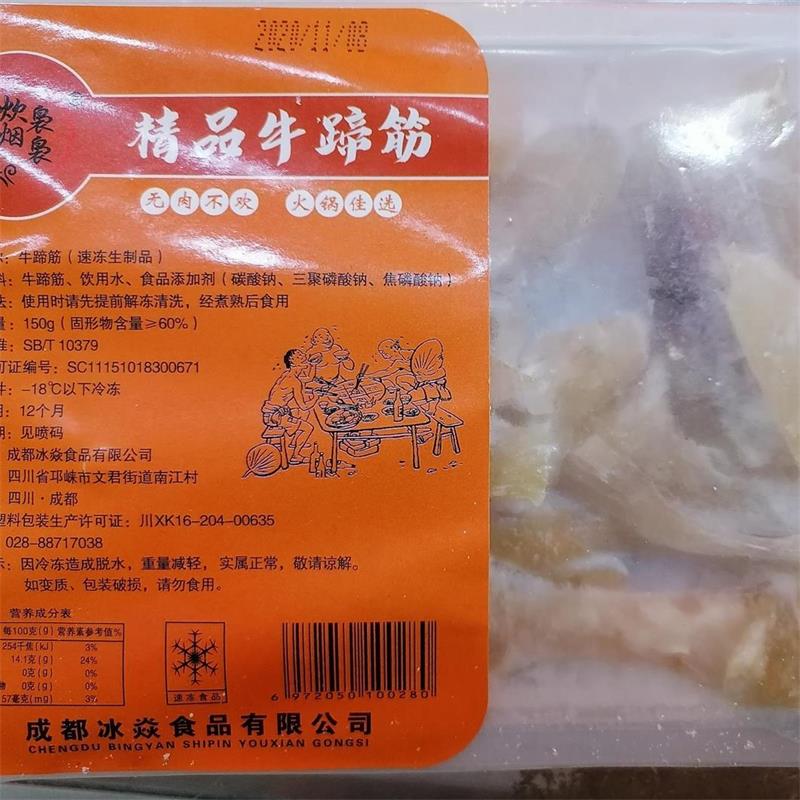 2020/11/08
炊烟
袅袅
精品牛蹄筋
无肉不欢 火锅佳选
：牛蹄筋（速冻生制品）
：牛蹄筋、饮用水、食品添加剂（碳酸钠、三聚磷酸钠、焦磷酸钠）
：使用时请先提前解冻清洗，经煮熟后食用
：150g（固形物含量≥60%）
：SB/T 10379
可证编号：SC11151018300671
件：-18℃以下冷冻
：12个月
期：见喷码
成都冰焱食品有限公司
四川省邛崃市文君街道南江村
四川·成都
塑料包装生产许可证：川XK16-204-00635
028-88717038
示：因冷冻造成脱水，重量减轻，实属正常，敬请谅解。
如变质、包装破损，请勿食用。
营养成分表
每100克(g) 营养素参考值%
254千焦(kJ) 3%
14.1克(g) 24%
0克(g) 0%
0克(g) 0%
57毫克(mg) 3%
速冻食品
6 972050 100280
成都冰焱食品有限公司
CHENGDU BINGYAN SHIPIN YOUXIAN GONGSI